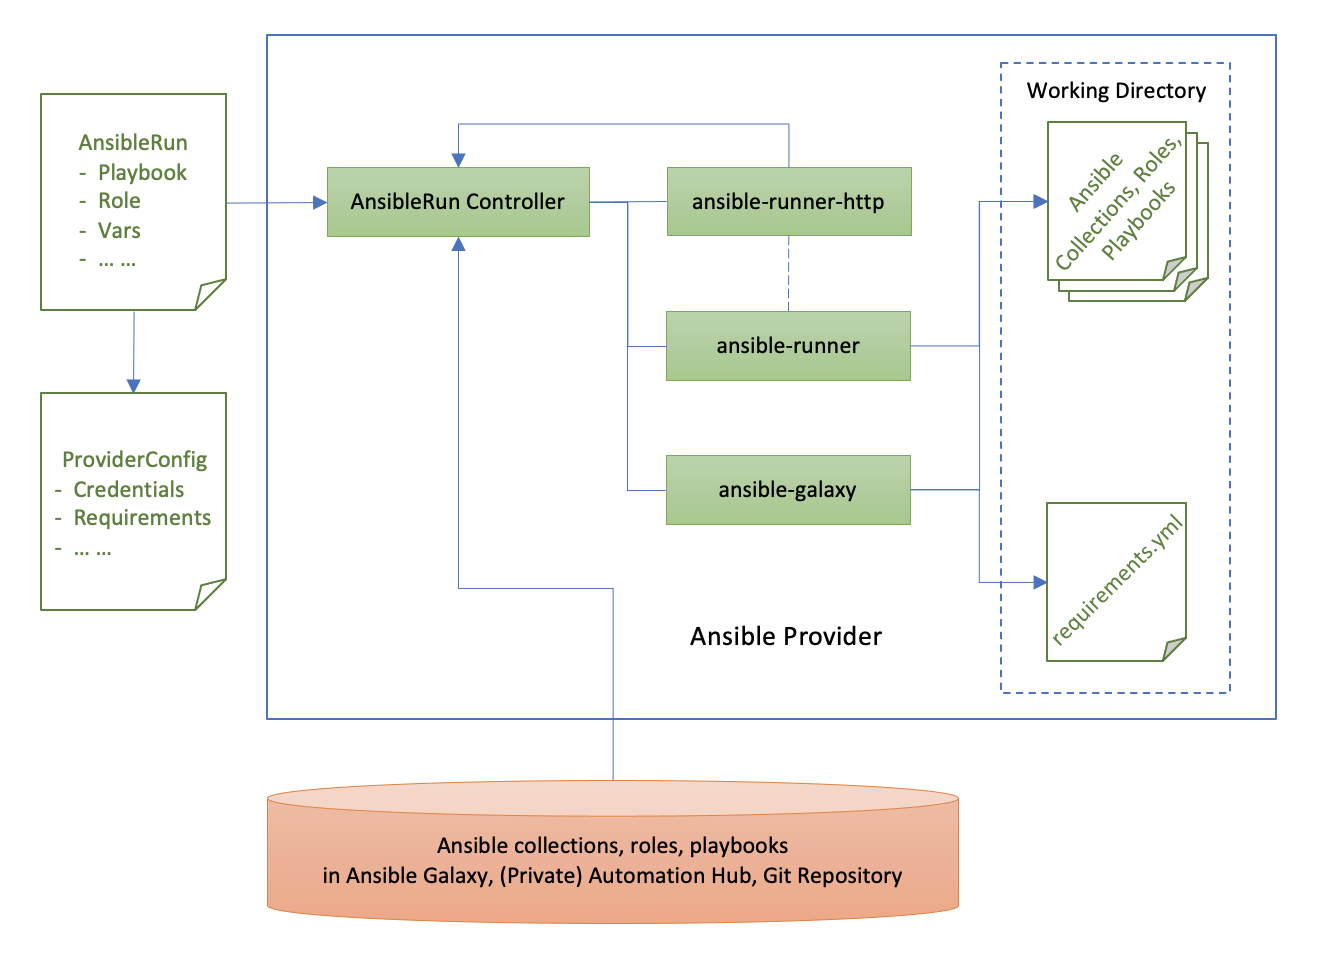 AnsibleRun
- Playbook
- Role
- Vars
- ... ...
ProviderConfig
- Credentials
- Requirements
- ... ...
AnsibleRun Controller
ansible-runner-http
ansible-runner
ansible-galaxy
Working Directory
Ansible
Collections, Roles,
Playbooks
requirements.yml
Ansible Provider
Ansible collections, roles, playbooks
in Ansible Galaxy, (Private) Automation Hub, Git Repository